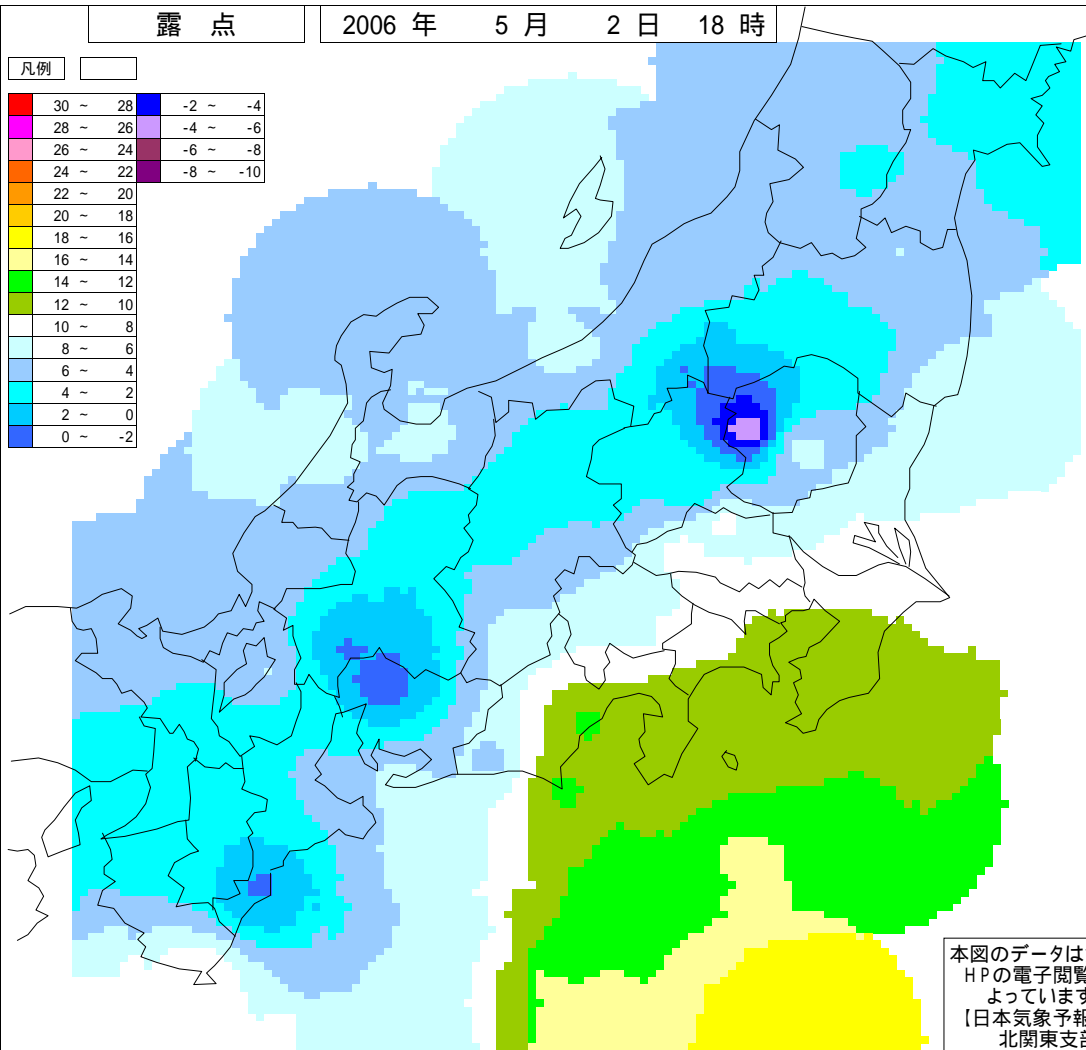 露 点
2006 年 5 月 2 日 18 時
凡例
30 ~ 28 -2 ~ -4
28 ~ 26 -4 ~ -6
26 ~ 24 -6 ~ -8
24 ~ 22 -8 ~ -10
22 ~ 20
20 ~ 18
18 ~ 16
16 ~ 14
14 ~ 12
12 ~ 10
10 ~ 8
8 ~ 6
6 ~ 4
4 ~ 2
2 ~ 0
0 ~ -2
本図のデータは
HPの電子閲覧
よっています
【日本気象予報
北関東支部